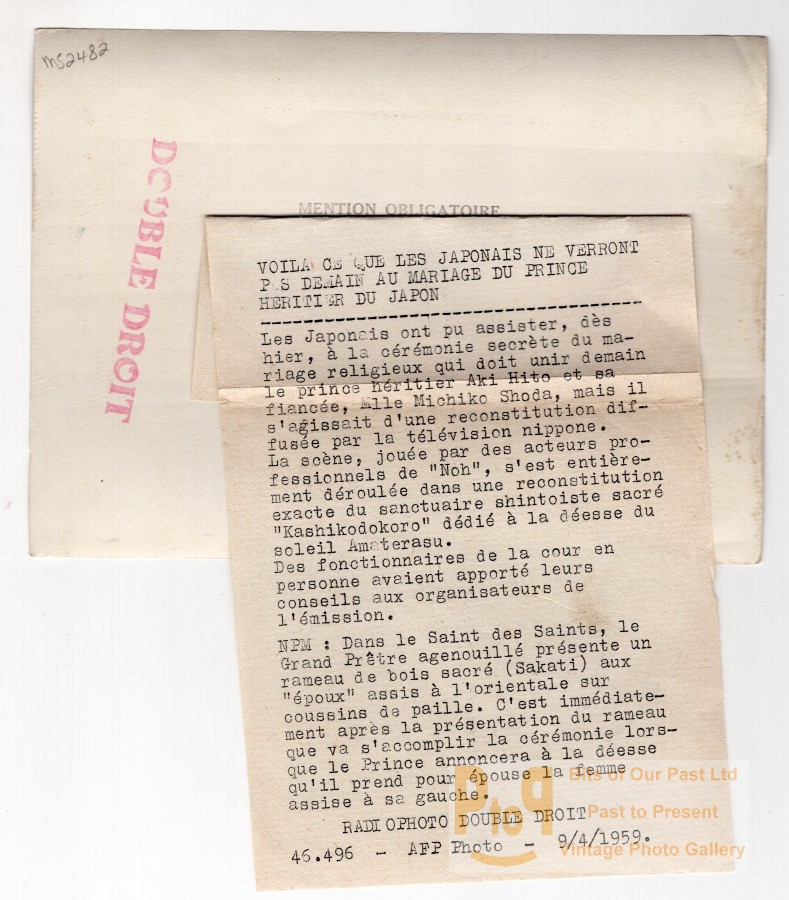 ms2482
DOUBLE DROIT
MENTION OBLIGATOIRE
VOILA CE QUE LES JAPONAIS NE VERRONT
P S DEMAIN AU MARIAGE DU PRINCE
HERITIER DU JAPON
Les Japonais ont pu assister, dès
hier, à la cérémonie secrète du ma-
riage religieux qui doit unir demain
le prince héritier Aki Hito et sa
fiancée, Mlle Michiko Shoda, mais il
s'agissait d'une reconstitution dif-
fusée par la télévision nippone.
La scène, jouée par des acteurs pro-
fessionnels de "Noh", s'est entière-
ment déroulée dans une reconstitution
exacte du sanctuaire shintoiste sacré
"Kashikodokoro" dédié à la déesse du
soleil Amaterasu.
Des fonctionnaires de la cour en
personne avaient apporté leurs
conseils aux organisateurs de
l'émission.
NPM : Dans le Saint des Saints, le
Grand Prêtre agenouillé présente un
rameau de bois sacré (Sakati) aux
"époux" assis à l'orientale sur
coussins de paille. C'est immédiate-
ment après la présentation du rameau
que va s'accomplir la cérémonie lors-
que le Prince annoncera à la déesse
qu'il prend pour épouse la femme
assise à sa gauche.
RADIOPHOTO DOUBLE DROIT
46.496 - AFP Photo - 9/4/1959.
PtoP
Bits of Our Past Ltd
Past to Present
Vintage Photo Gallery